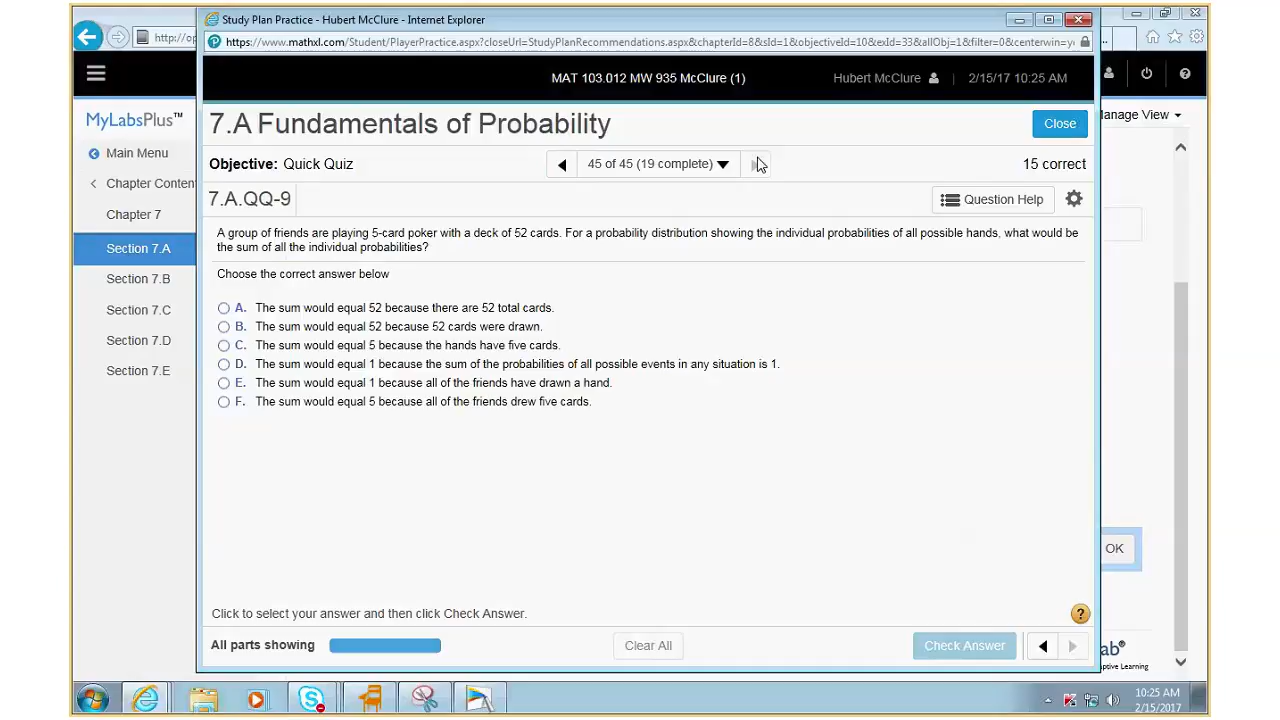 Study Plan Practice - Hubert McClure - Internet Explorer
https://www.mathxl.com/Student/PlayerPractice.aspx?closeUrl=StudyPlanRecommendations.aspx&chapterId=8&sId=1&objectiveId=10&exId=33&allObj=1&filter=0&centerwin=y
http://op
MAT 103.012 MW 935 McClure (1)
Hubert McClure
2/15/17 10:25 AM
MyLabsPlus™
Manage View
Main Menu
Chapter Conten
Chapter 7
Section 7.A
Section 7.B
Section 7.C
Section 7.D
Section 7.E
7.A Fundamentals of Probability
Close
Objective: Quick Quiz
45 of 45 (19 complete)
15 correct
7.A.QQ-9
Question Help
A group of friends are playing 5-card poker with a deck of 52 cards. For a probability distribution showing the individual probabilities of all possible hands, what would be
the sum of all the individual probabilities?
Choose the correct answer below
A. The sum would equal 52 because there are 52 total cards.
B. The sum would equal 52 because 52 cards were drawn.
C. The sum would equal 5 because the hands have five cards.
D. The sum would equal 1 because the sum of the probabilities of all possible events in any situation is 1.
E. The sum would equal 1 because all of the friends have drawn a hand.
F. The sum would equal 5 because all of the friends drew five cards.
OK
Click to select your answer and then click Check Answer.
?
All parts showing
Clear All
Check Answer
ab®
ptive Learning
10:25 AM
2/15/2017